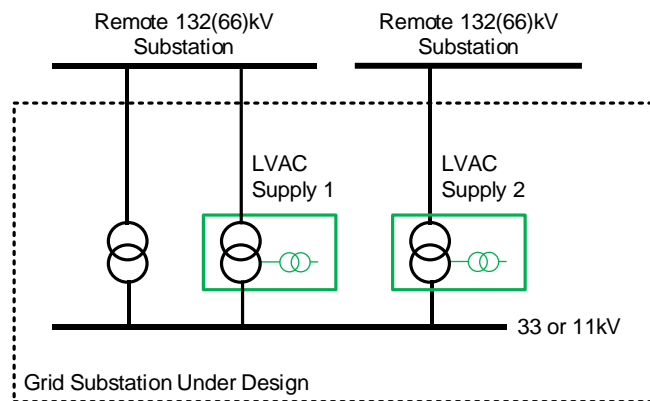 Remote 132(66)kV
Substation
Remote 132(66)kV
Substation
LVAC
Supply 1
LVAC
Supply 2
33 or 11kV
Grid Substation Under Design